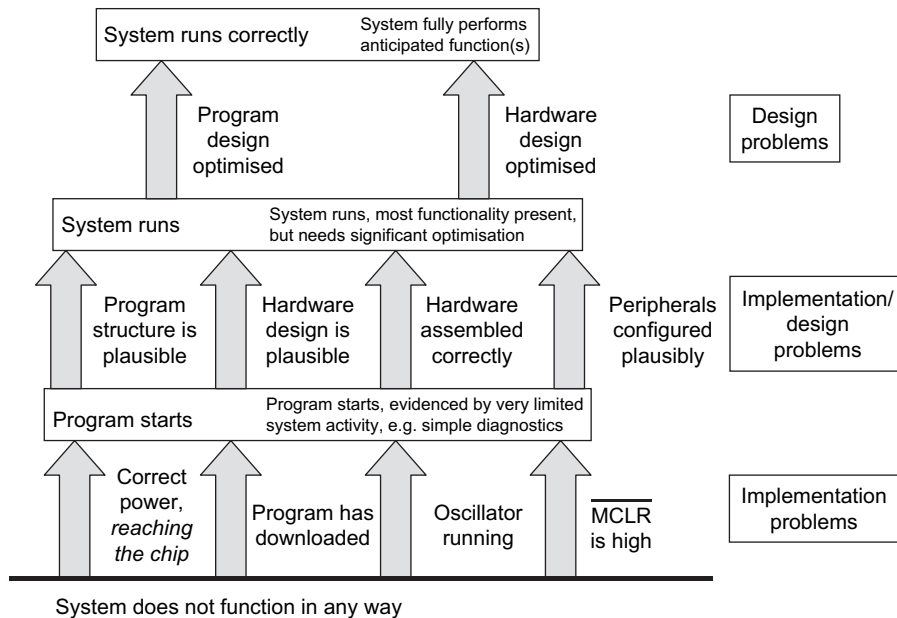 System runs correctly
System fully performs
anticipated function(s)
Program
design
optimised
Hardware
design
optimised
Design
problems
System runs
System runs, most functionality present,
but needs significant optimisation
Program
structure is
plausible
Hardware
design is
plausible
Hardware
assembled
correctly
Peripherals
configured
plausibly
Implementation/
design
problems
Program starts
Program starts, evidenced by very limited
system activity, e.g. simple diagnostics
Correct
power,
reaching
the chip
Program has
downloaded
Oscillator
running
MCLR
is high
Implementation
problems
System does not function in any way